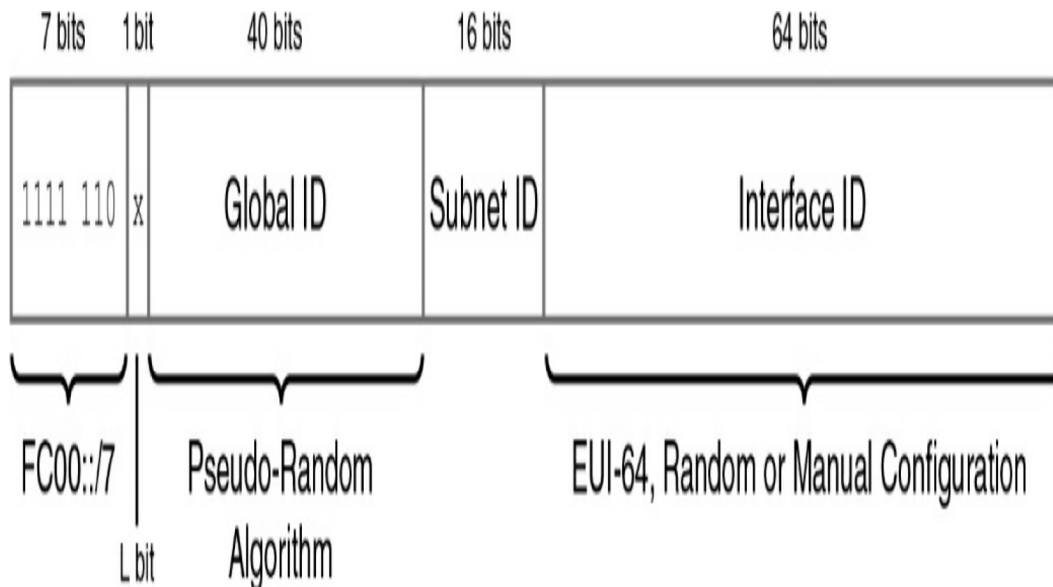 7 bits 1 bit 40 bits 16 bits 64 bits
1111 110 x Global ID Subnet ID Interface ID
FC00::/7 Pseudo-Random EUI-64, Random or Manual Configuration
L bit Algorithm